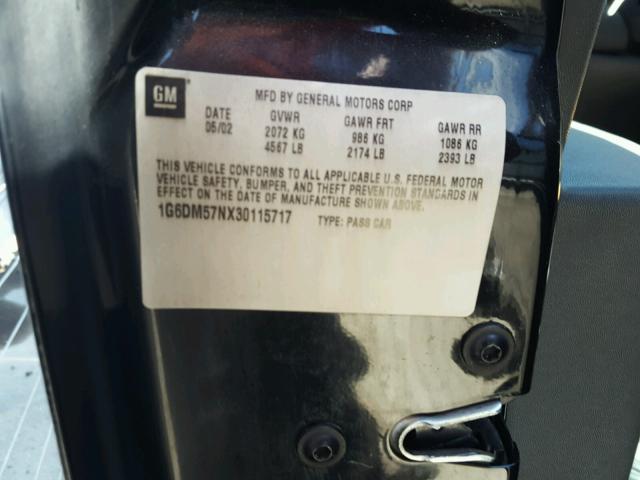 GM
MFD BY GENERAL MOTORS CORP
DATE GVWR GAWR FRT GAWR RR
05/02 2072 KG 986 KG 1086 KG
4567 LB 2174 LB 2393 LB
THIS VEHICLE CONFORMS TO ALL APPLICABLE U.S. FEDERAL MOTOR
VEHICLE SAFETY, BUMPER, AND THEFT PREVENTION STANDARDS IN
EFFECT ON THE DATE OF MANUFACTURE SHOWN ABOVE.
1G6DM57NX30115717 TYPE: PASS CAR